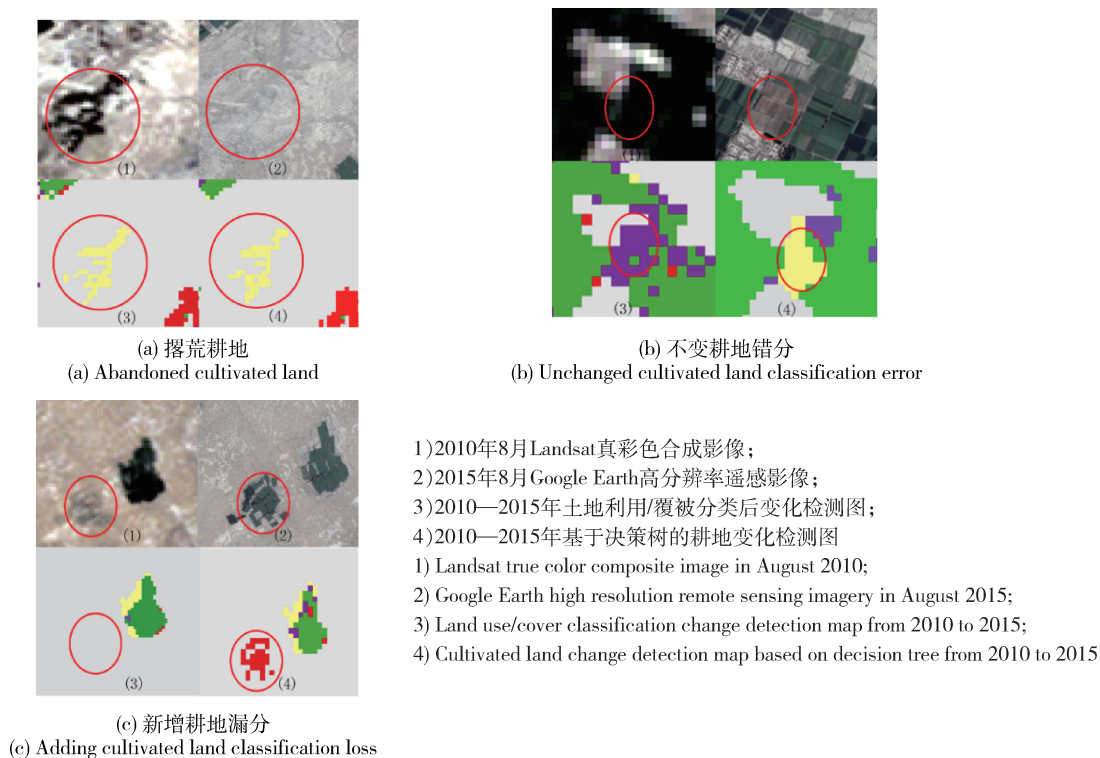 (1)
(2)
(3)
(4)
(a) 撂荒耕地
(a) Abandoned cultivated land
(1)
(3)
(4)
(b) 不变耕地错分
(b) Unchanged cultivated land classification error
(1)
(2)
(3)
(4)
(c) 新增耕地漏分
(c) Adding cultivated land classification loss
1)2010年8月Landsat真彩色合成影像;
2)2015年8月Google Earth高分辨率遥感影像;
3)2010—2015年土地利用/覆被分类后变化检测图;
4)2010—2015年基于决策树的耕地变化检测图
1) Landsat true color composite image in August 2010;
2) Google Earth high resolution remote sensing imagery in August 2015;
3) Land use/cover classification change detection map from 2010 to 2015;
4) Cultivated land change detection map based on decision tree from 2010 to 2015